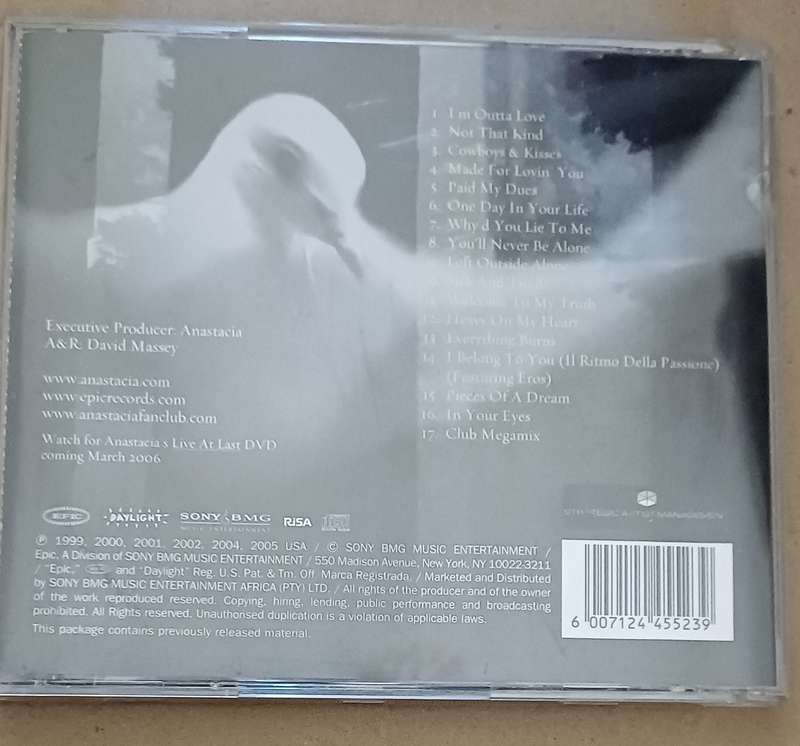 1. I'm Outta Love
2. Not That Kind
3. Cowboys & Kisses
4. Made For Lovin' You
5. Paid My Dues
6. One Day In Your Life
7. Why'd You Lie To Me
8. You'll Never Be Alone
Left Outside Alone
Sick And Tired
Welcome To My Truth
12. Heavy On My Heart
13. Everything Burns
14. I Belong To You (Il Ritmo Della Passione)
(Featuring Eros)
15. Pieces Of A Dream
16. In Your Eyes
17. Club Megamix
Executive Producer: Anastacia
A&R: David Massey
www.anastacia.com
www.epicrecords.com
www.anastaciafanclub.com
Watch for Anastacia's Live At Last DVD
coming March 2006
EPIC DAYLIGHT SONY BMG MUSIC ENTERTAINMENT RISA
℗ 1999, 2000, 2001, 2002, 2004, 2005 USA / © SONY BMG MUSIC ENTERTAINMENT /
Epic, A Division of SONY BMG MUSIC ENTERTAINMENT / 550 Madison Avenue, New York, NY 10022-3211
/ "Epic," and "Daylight" Reg. U.S. Pat. & Tm. Off. Marca Registrada. / Marketed and Distributed
by SONY BMG MUSIC ENTERTAINMENT AFRICA (PTY) LTD. / All rights of the producer and of the owner
of the work reproduced reserved. Copying, hiring, lending, public performance and broadcasting
prohibited. All Rights reserved. Unauthorised duplication is a violation of applicable laws.
This package contains previously released material.
6 007124 455239